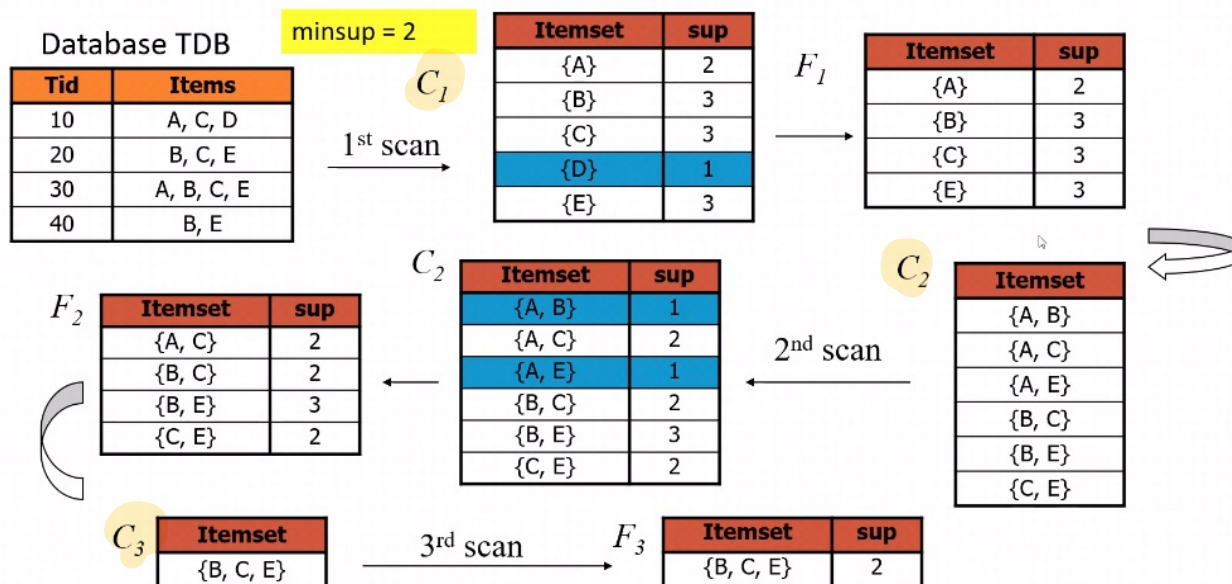 Database TDB
minsup = 2
Tid Items
10 A, C, D
20 B, C, E
30 A, B, C, E
40 B, E
1st scan
C1
Itemset sup
{A} 2
{B} 3
{C} 3
{D} 1
{E} 3
F1
Itemset sup
{A} 2
{B} 3
{C} 3
{E} 3
C2
Itemset
{A, B}
{A, C}
{A, E}
{B, C}
{B, E}
{C, E}
2nd scan
C2
Itemset sup
{A, B} 1
{A, C} 2
{A, E} 1
{B, C} 2
{B, E} 3
{C, E} 2
F2
Itemset sup
{A, C} 2
{B, C} 2
{B, E} 3
{C, E} 2
C3
Itemset
{B, C, E}
3rd scan
F3
Itemset sup
{B, C, E} 2